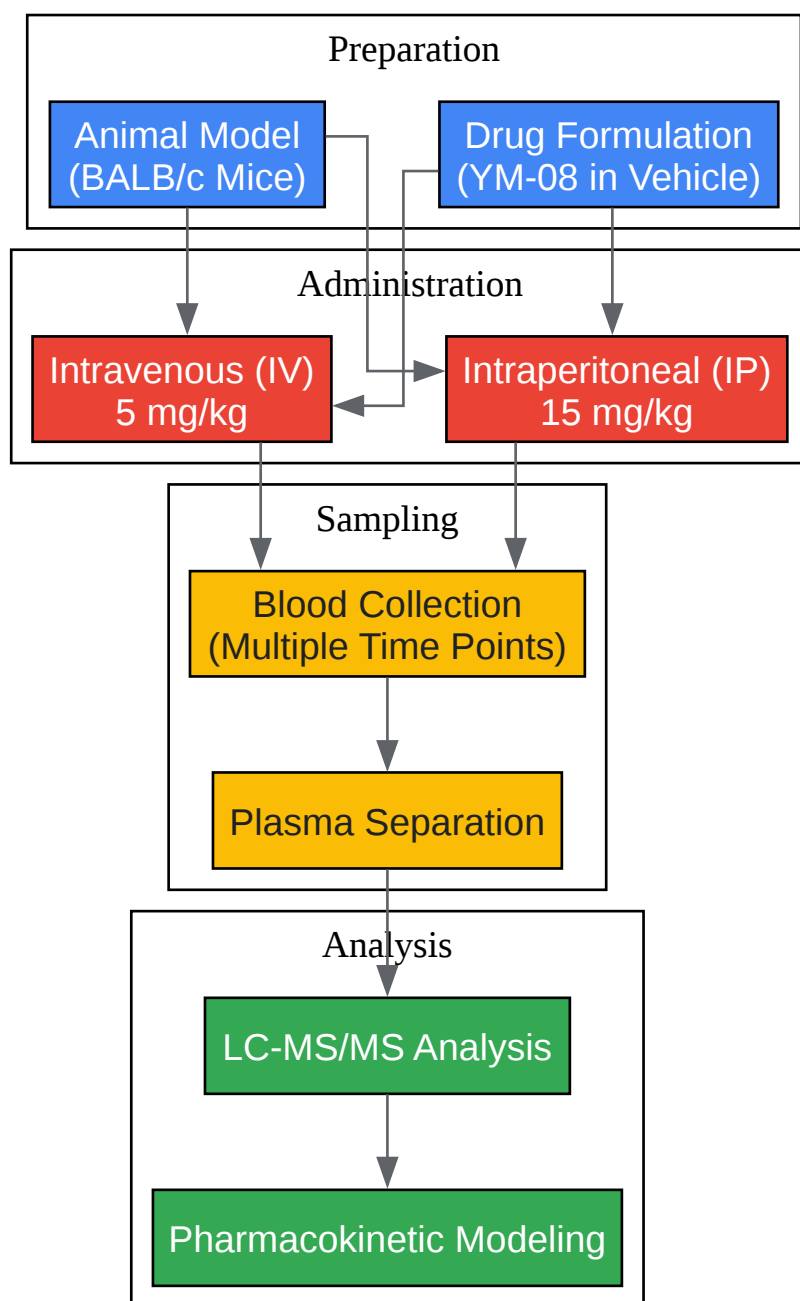 Preparation
Animal Model
(BALB/c Mice)
Drug Formulation
(YM-08 in Vehicle)
Administration
Intravenous (IV)
5 mg/kg
Intraperitoneal (IP)
15 mg/kg
Sampling
Blood Collection
(Multiple Time Points)
Plasma Separation
Analysis
LC-MS/MS Analysis
Pharmacokinetic Modeling